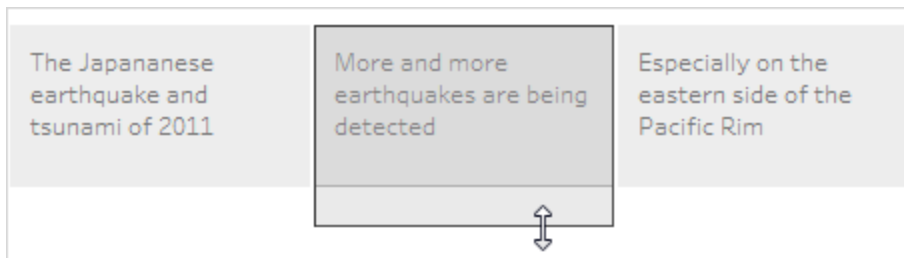 The Japananese
earthquake and
tsunami of 2011
More and more
earthquakes are being
detected
Especially on the
eastern side of the
Pacific Rim